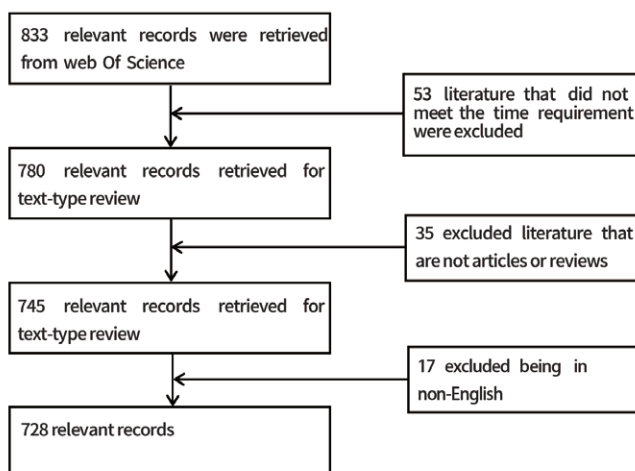 833 relevant records were retrieved
from web Of Science
53 literature that did not
meet the time requirement
were excluded
780 relevant records retrieved for
text-type review
35 excluded literature that
are not articles or reviews
745 relevant records retrieved for
text-type review
17 excluded being in
non-English
728 relevant records